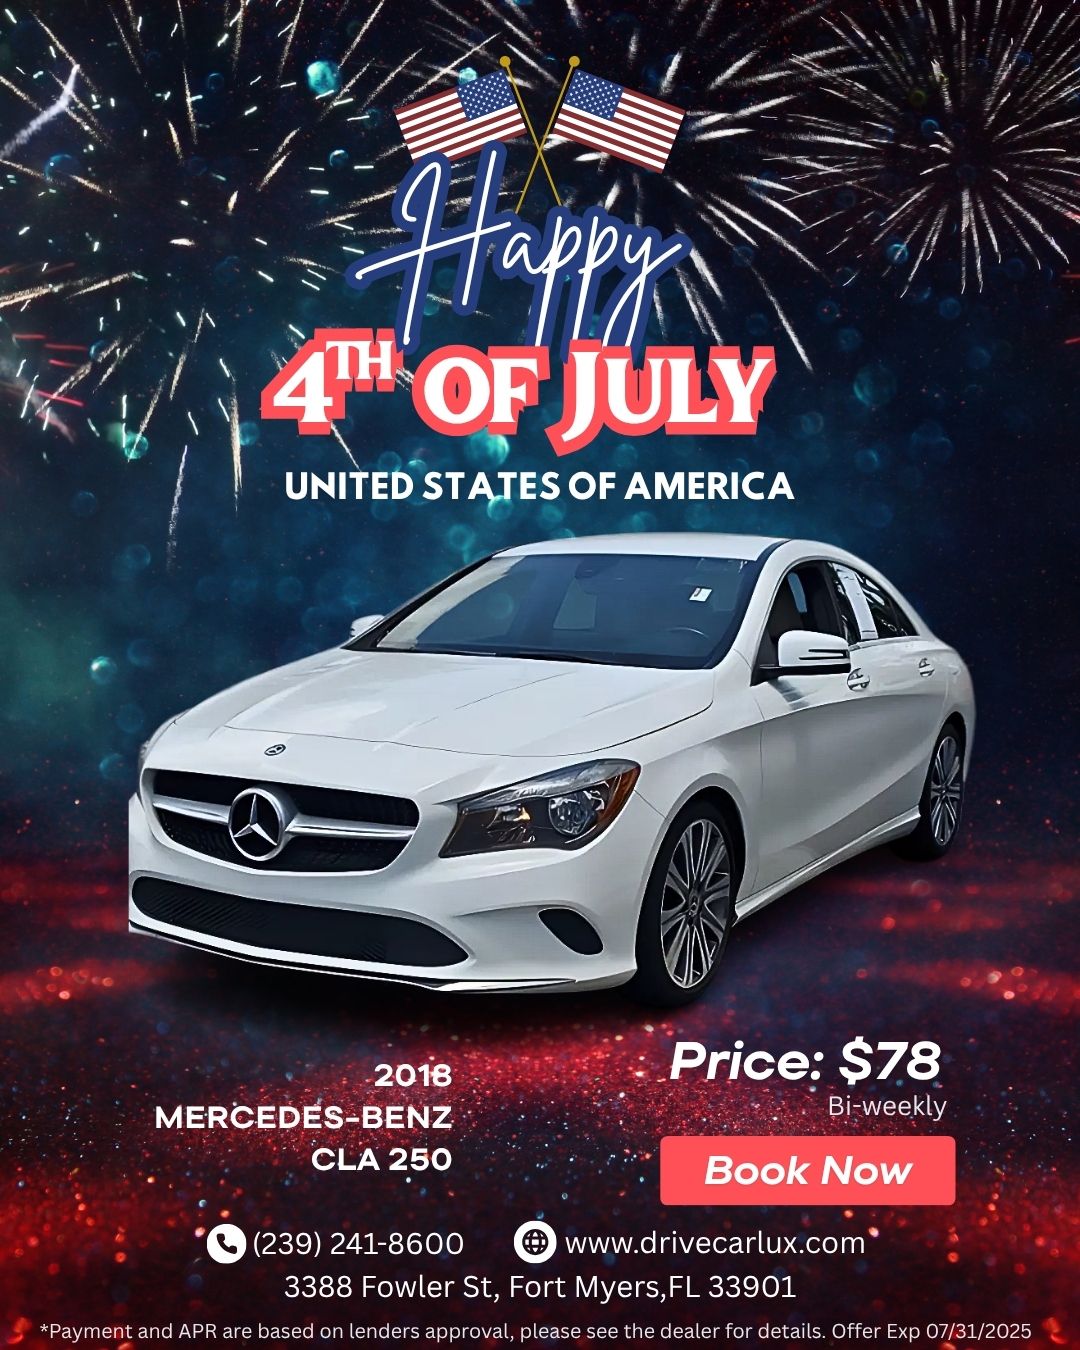 Happy
4TH OF JULY
UNITED STATES OF AMERICA
2018
MERCEDES-BENZ
CLA 250
Price: $78
Bi-weekly
Book Now
(239) 241-8600
www.drivecarlux.com
3388 Fowler St, Fort Myers,FL 33901
*Payment and APR are based on lenders approval, please see the dealer for details. Offer Exp 07/31/2025